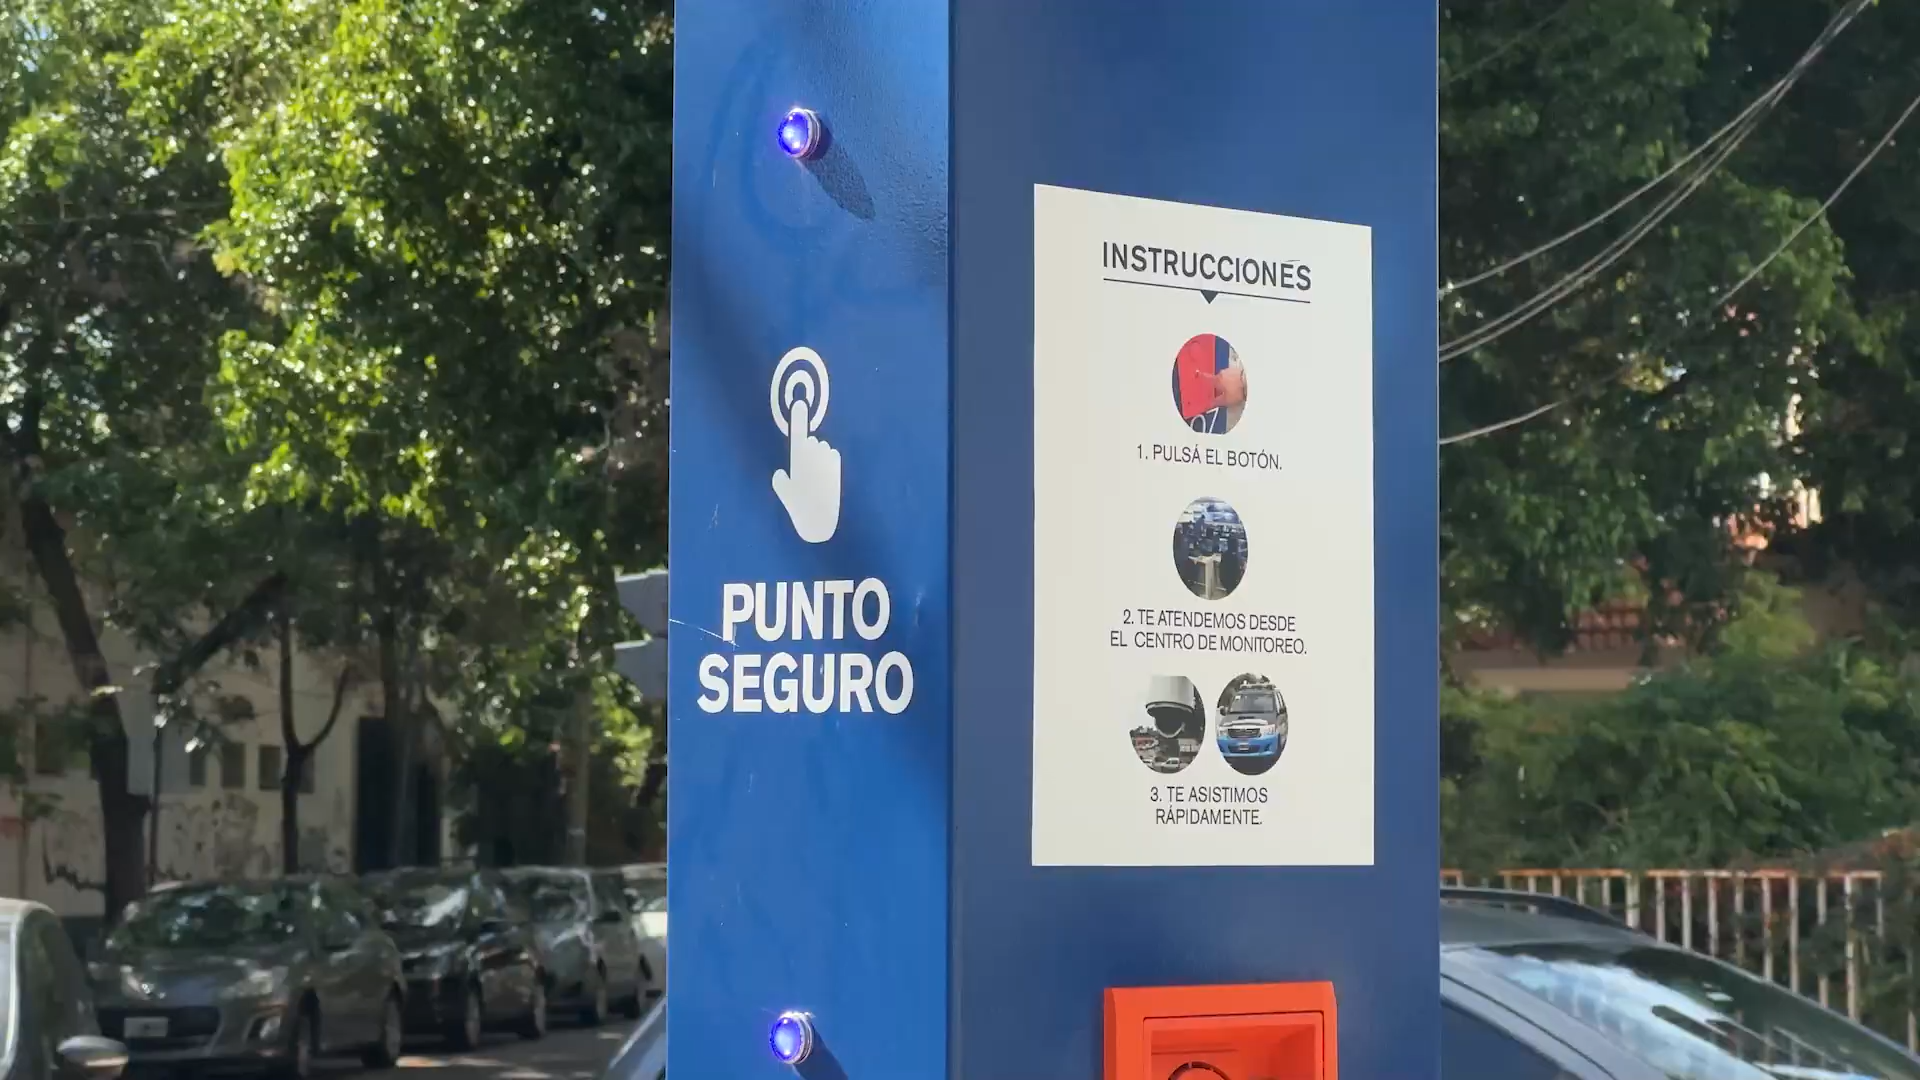 PUNTO
SEGURO
INSTRUCCIONES
1. PULSÁ EL BOTÓN.
2. TE ATENDEMOS DESDE
EL CENTRO DE MONITOREO.
3. TE ASISTIMOS
RÁPIDAMENTE.